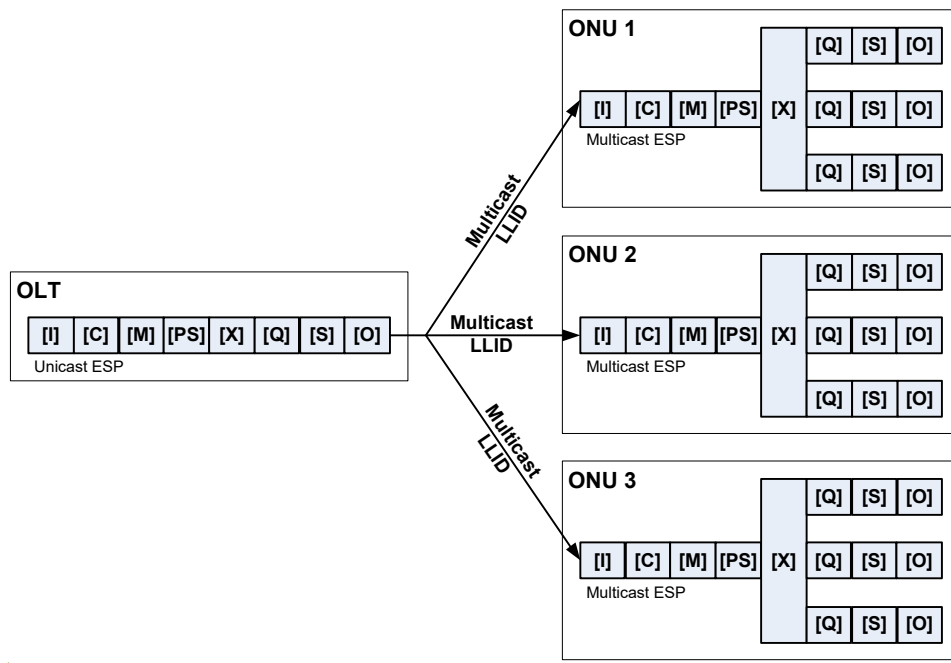 OLT
[I] [C] [M] [PS] [X] [Q] [S] [O]
Unicast ESP
Multicast
LLID
Multicast
LLID
Multicast
LLID
ONU 1
[Q] [S] [O]
[I] [C] [M] [PS] [X] [Q] [S] [O]
Multicast ESP
[Q] [S] [O]
ONU 2
[Q] [S] [O]
[I] [C] [M] [PS] [X] [Q] [S] [O]
Multicast ESP
[Q] [S] [O]
ONU 3
[Q] [S] [O]
[I] [C] [M] [PS] [X] [Q] [S] [O]
Multicast ESP
[Q] [S] [O]